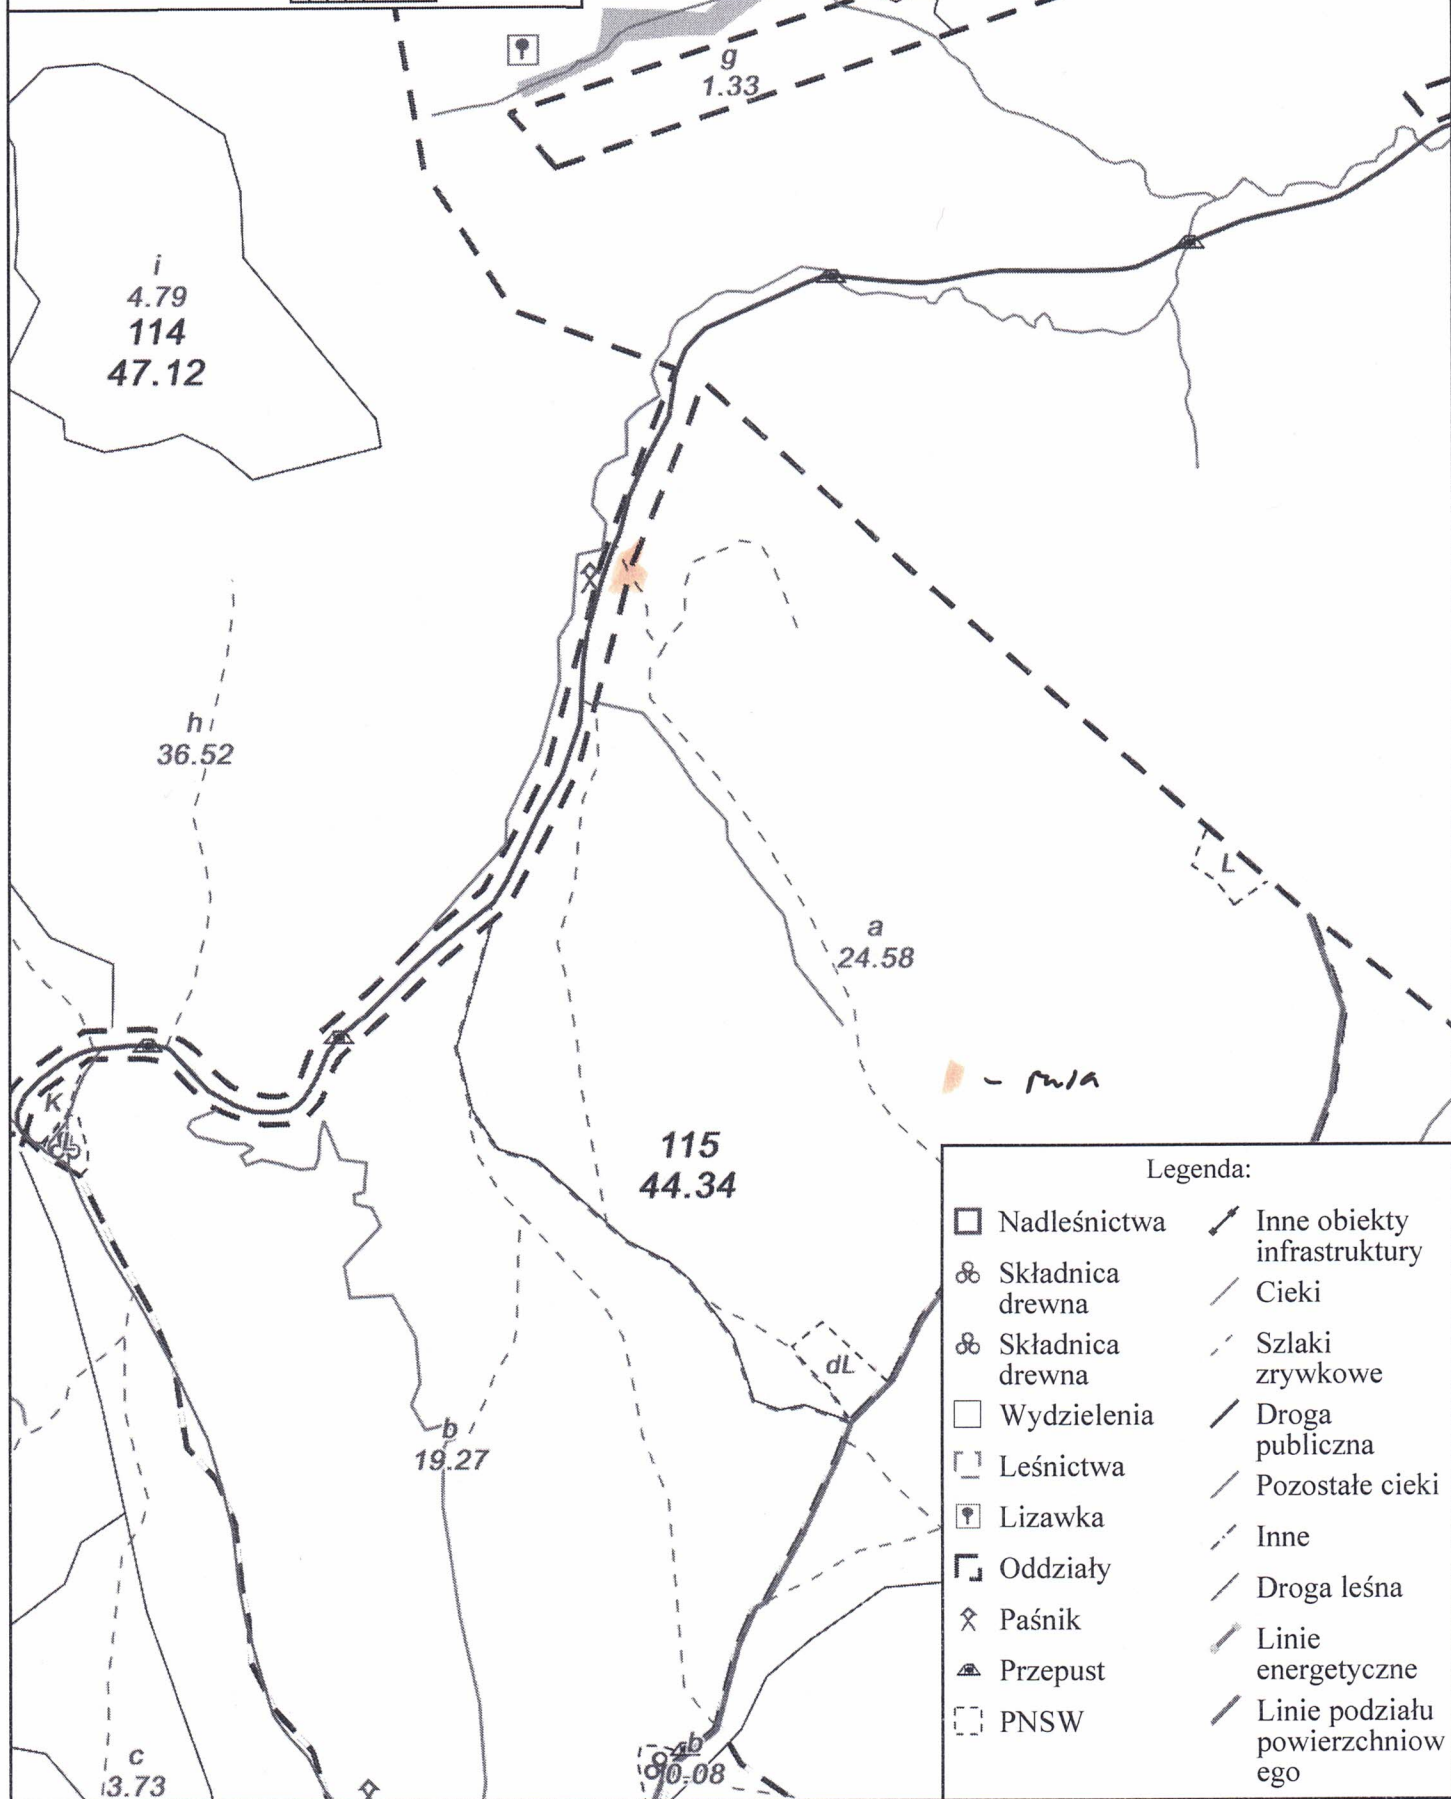 g
1.33
i
4.79
114
47.12
h
36.52
L
a
24.58
K
115
44.34
dL
b
19.27
c
3.73
b
0.08
Legenda:
Nadleśnictwa
Składnica
drewna
Składnica
drewna
Wydzielenia
Leśnictwa
Lizawka
Oddziały
Paśnik
Przepust
PNSW
Inne obiekty
infrastruktury
Cieki
Szlaki
zrywkowe
Droga
publiczna
Pozostałe cieki
Inne
Droga leśna
Linie
energetyczne
Linie podziału
powierzchniow
ego